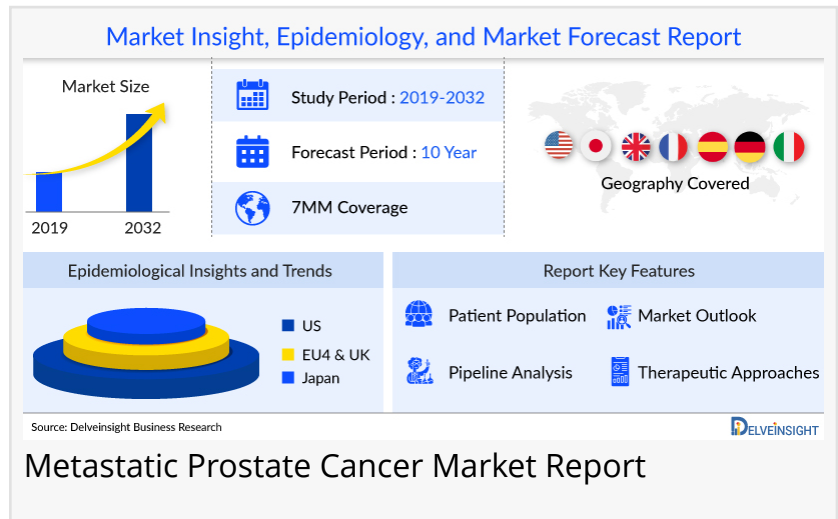 Market Insight, Epidemiology, and Market Forecast Report
Market Size
2019
2032
Study Period : 2019-2032
Forecast Period : 10 Year
7MM Coverage
Geography Covered
Epidemiological Insights and Trends
US
EU4 & UK
Japan
Report Key Features
Patient Population
Market Outlook
Pipeline Analysis
Therapeutic Approaches
Source: Delveinsight Business Research
DELVEINSIGHT
Metastatic Prostate Cancer Market Report